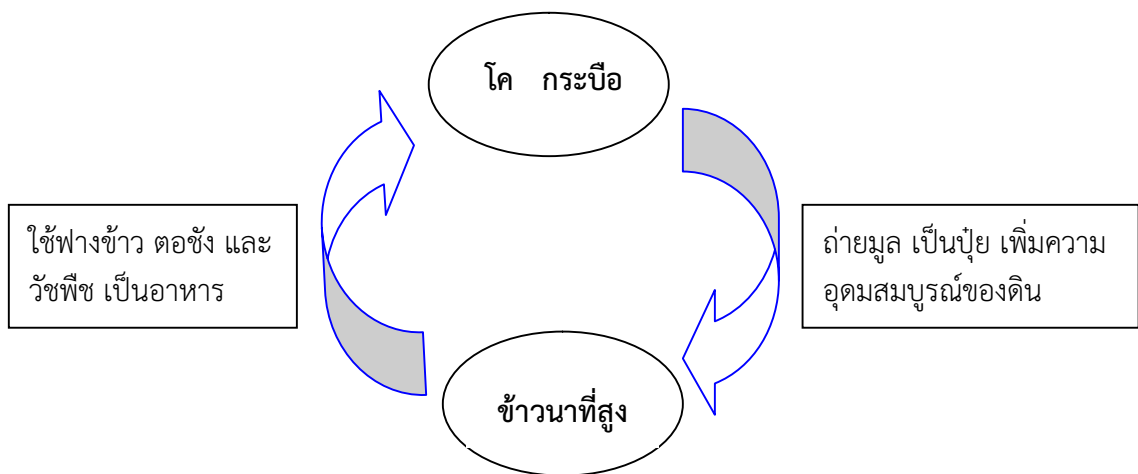 โค กระบือ
ใช้ฟางข้าว ตอซัง และ
วัชพืช เป็นอาหาร
ถ่ายมูล เป็นปุ๋ย เพิ่มความ
อุดมสมบูรณ์ของดิน
ข้าวนาที่สูง